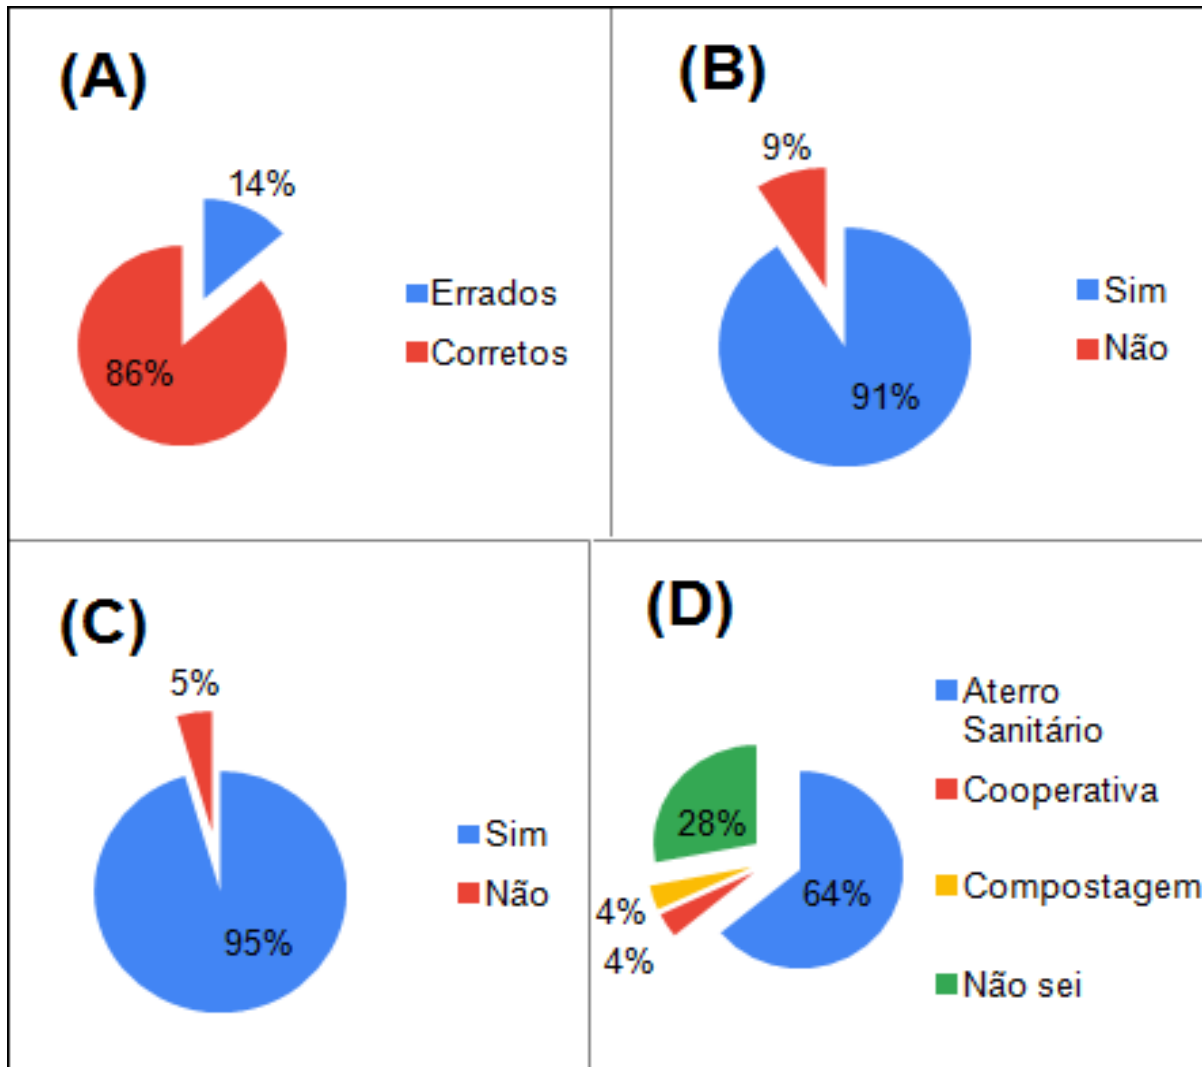 (A)
14%
86%
Errados
Corretos
(B)
9%
91%
Sim
Não
(C)
5%
95%
Sim
Não
(D)
28%
4%
4%
64%
Aterro
Sanitário
Cooperativa
Compostagem
Não sei